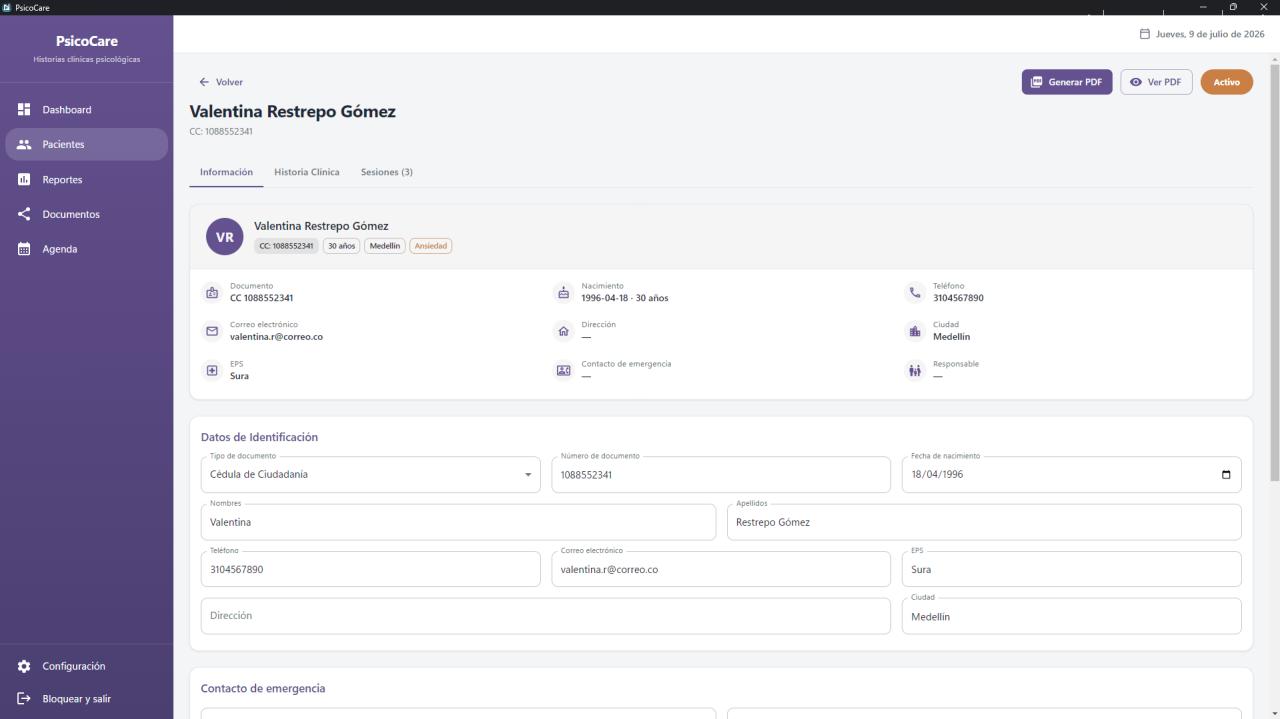 PsicoCare
PsicoCare
Historias clínicas psicológicas
Jueves, 9 de julio de 2026
Dashboard
Pacientes
Reportes
Documentos
Agenda
Configuración
Bloquear y salir
Volver
Generar PDF
Ver PDF
Activo
Valentina Restrepo Gómez
CC: 1088552341
Información
Historia Clínica
Sesiones (3)
VR
Valentina Restrepo Gómez
CC: 1088552341
30 años
Medellín
Ansiedad
Documento
CC 1088552341
Nacimiento
1996-04-18 · 30 años
Teléfono
3104567890
Correo electrónico
valentina.r@correo.co
Dirección
—
Ciudad
Medellín
EPS
Sura
Contacto de emergencia
—
Responsable
—
Datos de Identificación
Tipo de documento
Cédula de Ciudadanía
Número de documento
1088552341
Fecha de nacimiento
18/04/1996
Nombres
Valentina
Apellidos
Restrepo Gómez
Teléfono
3104567890
Correo electrónico
valentina.r@correo.co
EPS
Sura
Dirección
Ciudad
Medellín
Contacto de emergencia